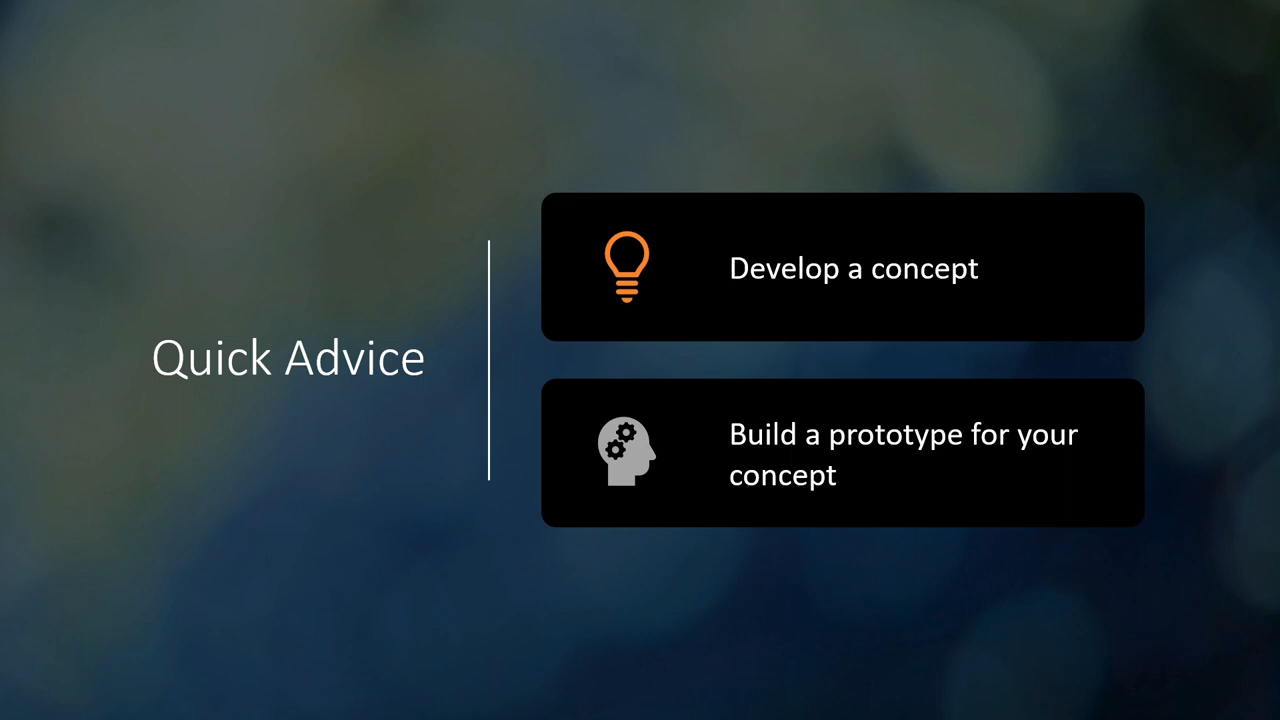 Quick Advice
Develop a concept
Build a prototype for your
concept